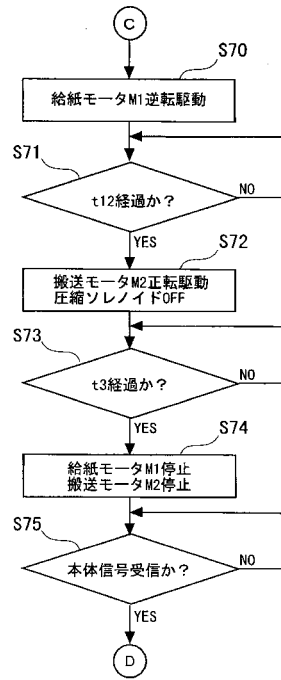 C
S70
給紙モータM1逆転駆動
S71
t12経過か?
NO
YES
S72
搬送モータM2正転駆動
圧縮ソレノイドOFF
S73
t3経過か?
NO
YES
S74
給紙モータM1停止
搬送モータM2停止
S75
本体信号受信か?
NO
YES
D